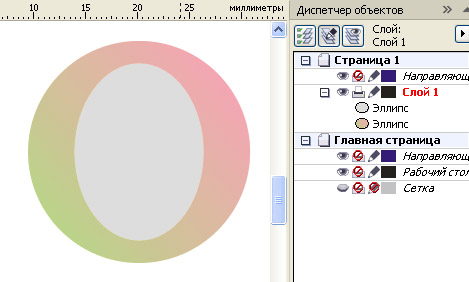 миллиметры
10 15 20 25 30
Диспетчер объектов
Слой:
Слой 1
Страница 1
Направляющ
Слой 1
Эллипс
Эллипс
Главная страница
Направляющ
Рабочий стол
Сетка